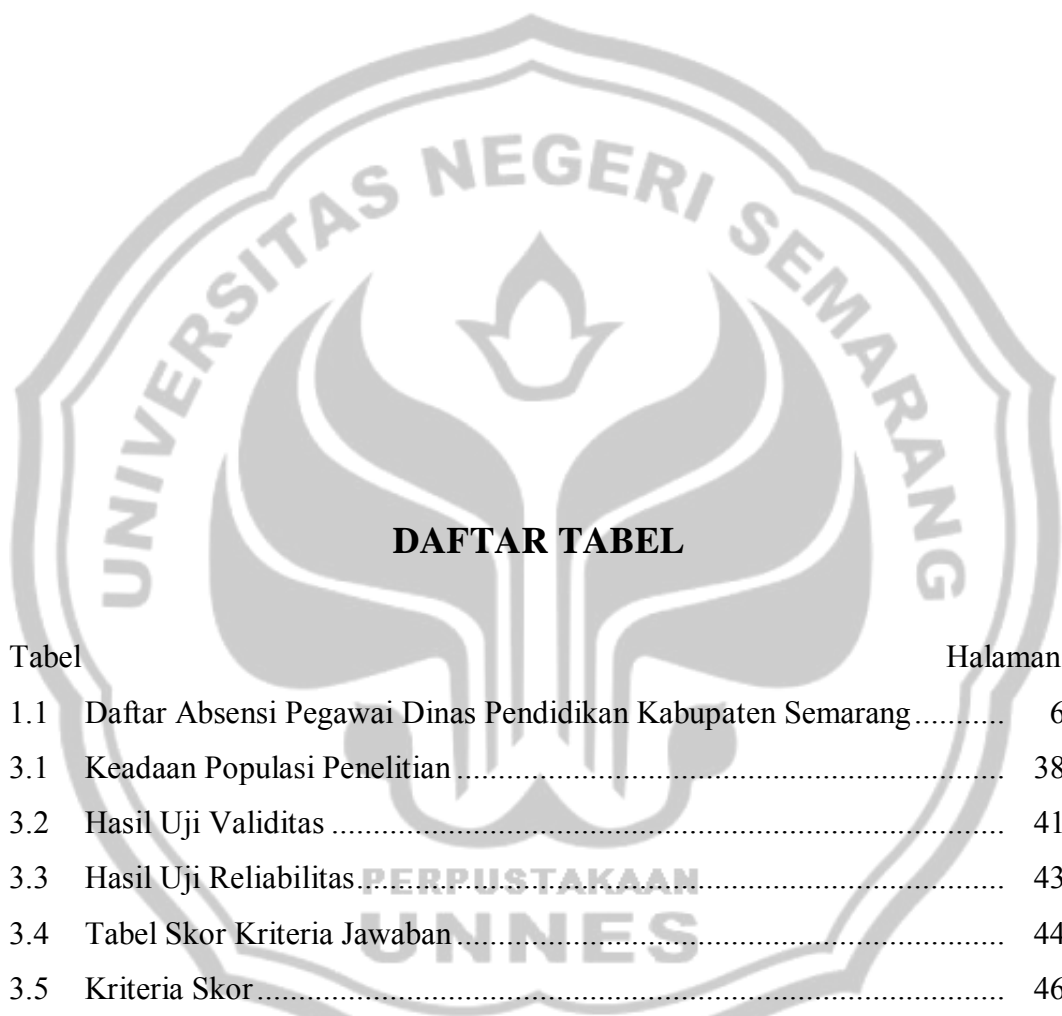 UNIVERSITAS NEGERI SEMARANG
DAFTAR TABEL
Tabel Halaman
1.1 Daftar Absensi Pegawai Dinas Pendidikan Kabupaten Semarang........... 6
3.1 Keadaan Populasi Penelitian........................................................................ 38
3.2 Hasil Uji Validitas........................................................................................ 41
3.3 Hasil Uji Reliabilitas.................................................................................... 43
PERPUSTAKAAN
3.4 Tabel Skor Kriteria Jawaban........................................................................ 44
UNNES
3.5 Kriteria Skor................................................................................................. 46